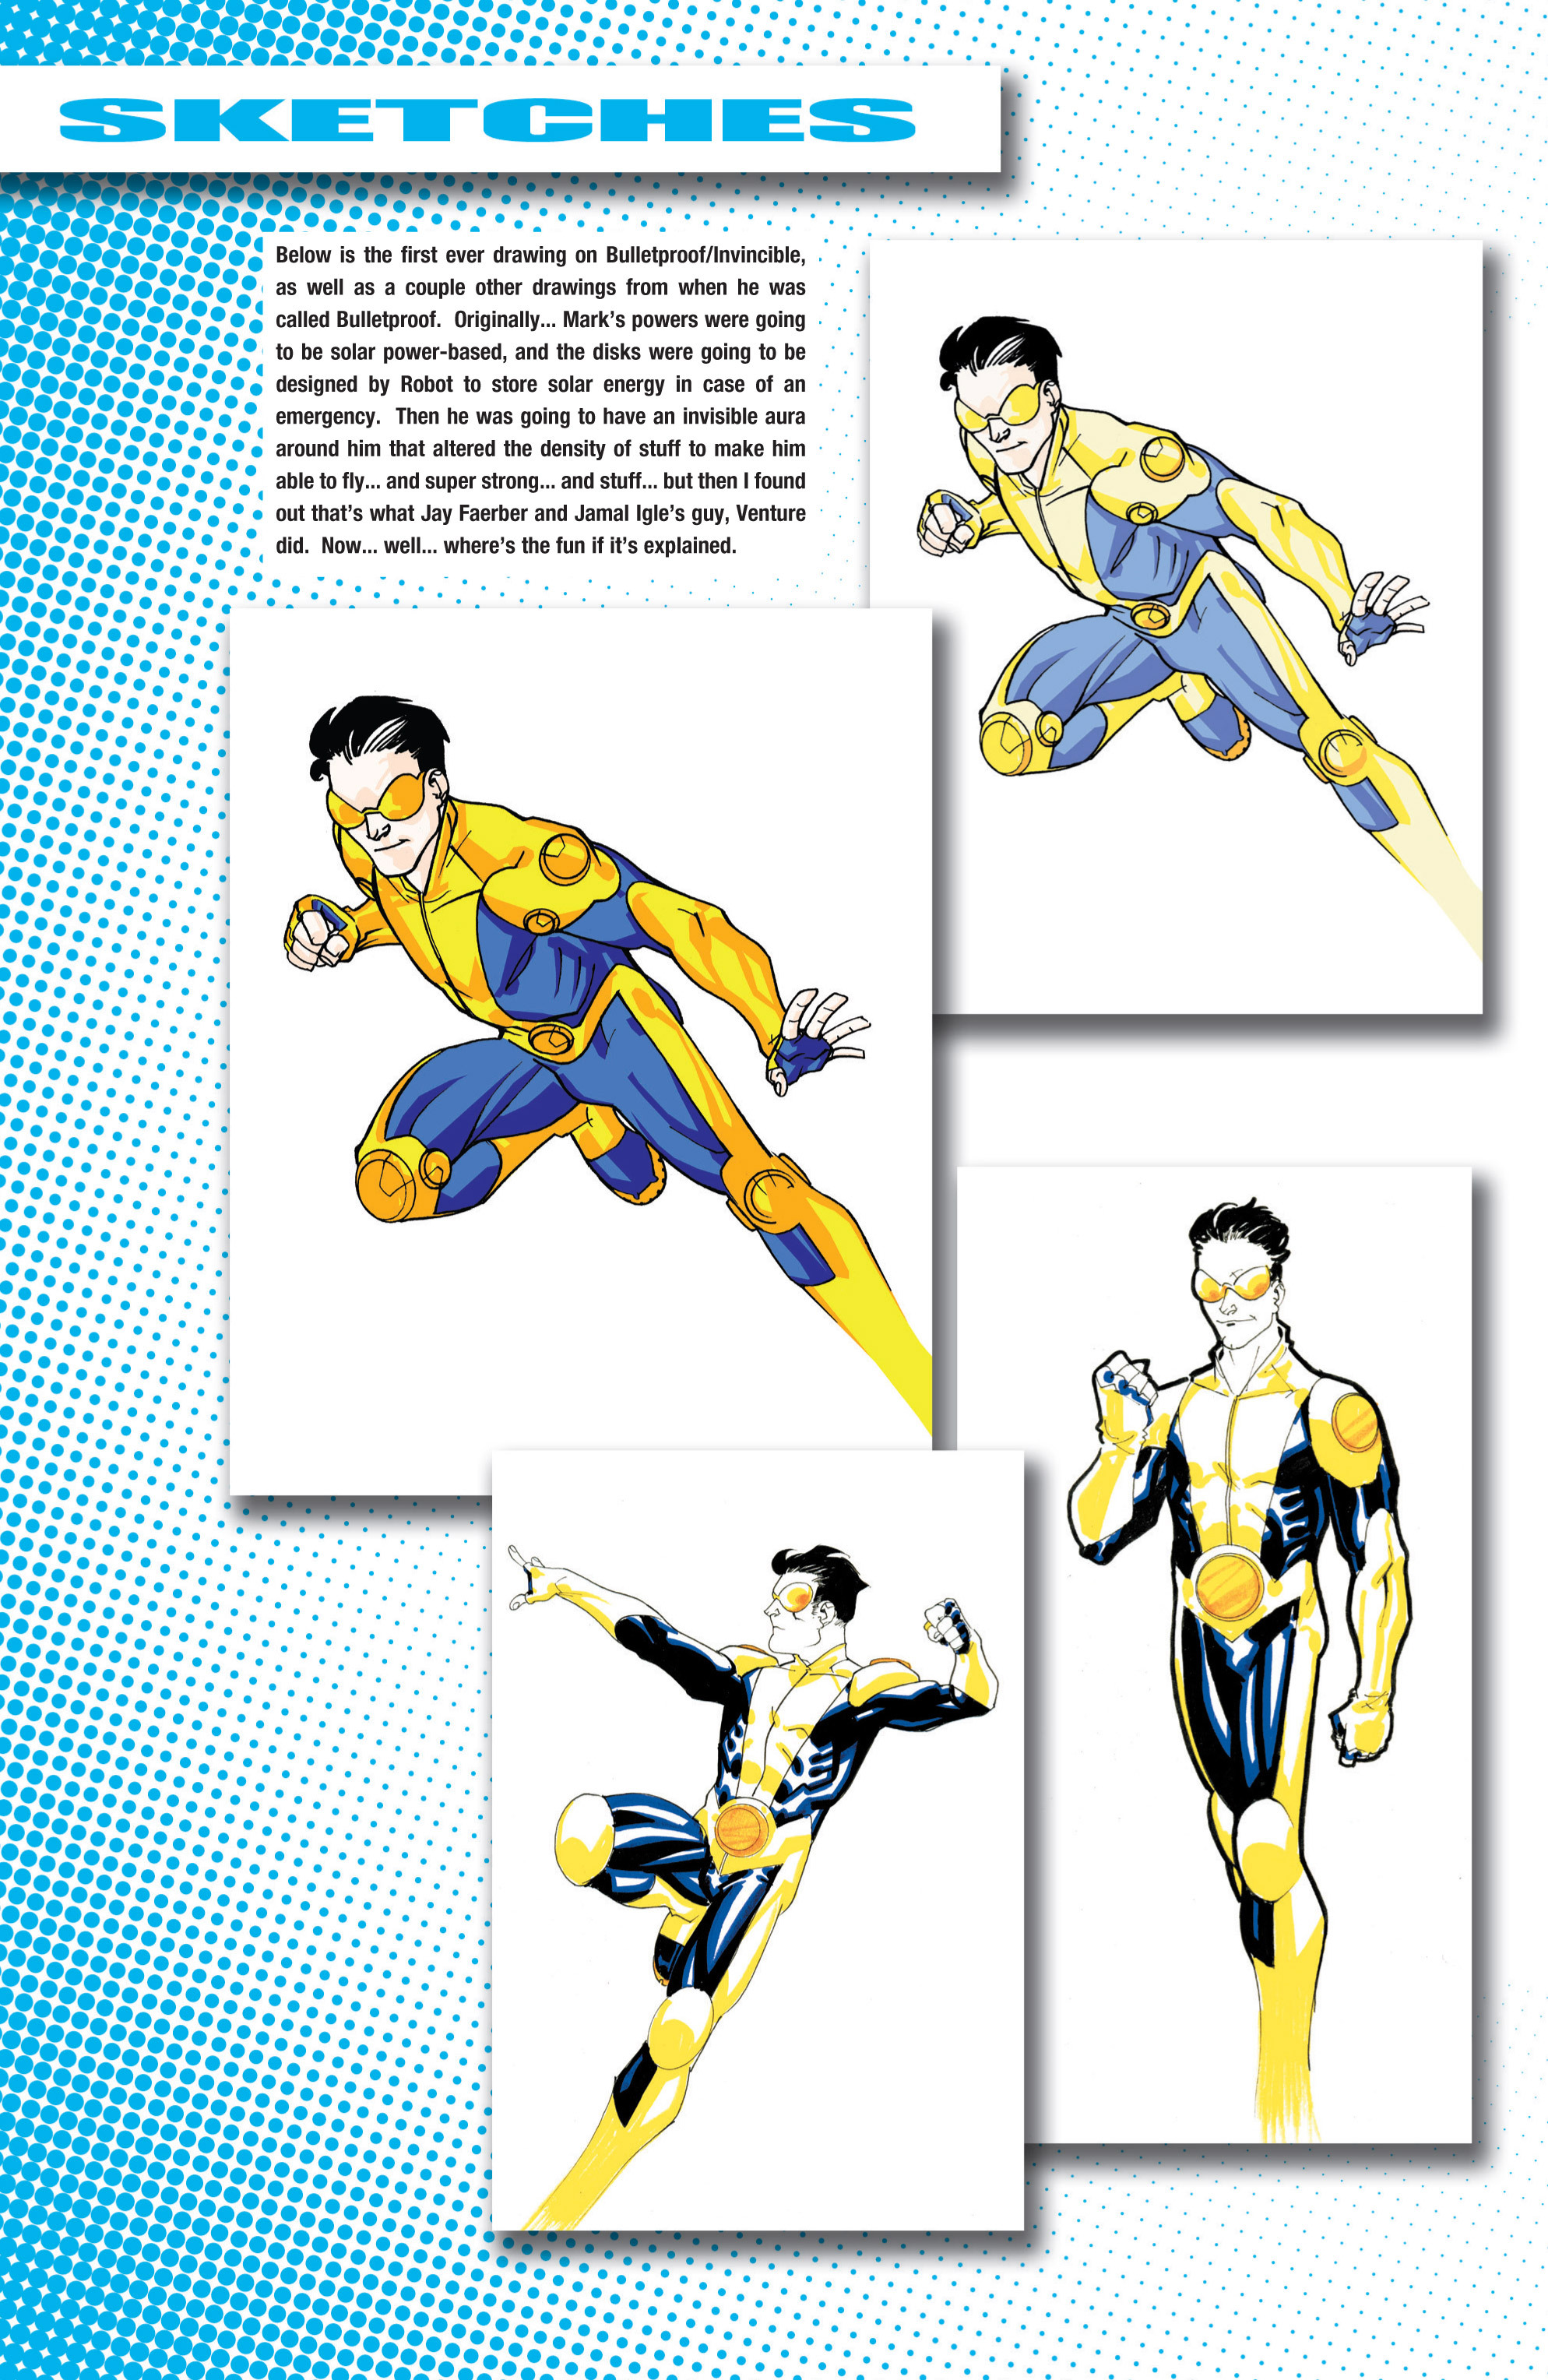 SKETCHES
Below is the first ever drawing on Bulletproof/Invincible,
as well as a couple other drawings from when he was
called Bulletproof. Originally... Mark's powers were going
to be solar power-based, and the disks were going to be
designed by Robot to store solar energy in case of an
emergency. Then he was going to have an invisible aura
around him that altered the density of stuff to make him
able to fly... and super strong... and stuff... but then I found
out that's what Jay Faerber and Jamal Igle's guy, Venture
did. Now... well... where's the fun if it's explained.